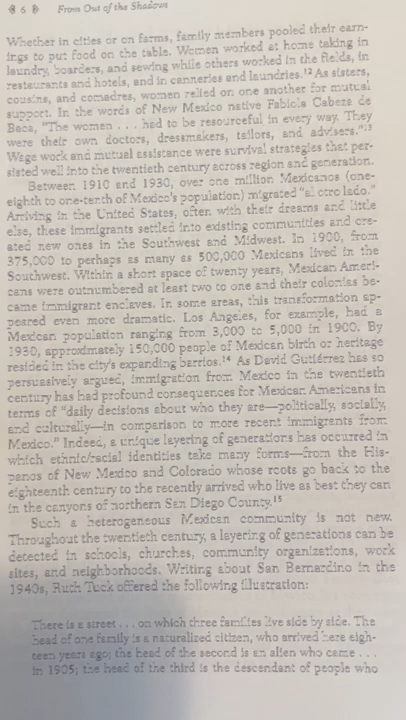 6 From Out of the Shadows
Whether in cities or on farms, family members pooled their earn-
ings to put food on the table. Women worked at home taking in
laundry, boarders, and sewing while others worked in the fields, in
restaurants and hotels, and in canneries and laundries.12 As sisters,
cousins, and comadres, women relied on one another for mutual
support. In the words of New Mexico native Fabiola Cabeza de
Baca, "The women . . . had to be resourceful in every way. They
were their own doctors, dressmakers, tailors, and advisers."13
Wage work and mutual assistance were survival strategies that per-
sisted well into the twentieth century across region and generation.
Between 1910 and 1930, over one million Mexicanos (one-
eighth to one-tenth of Mexico's population) migrated "al otro lado."
Arriving in the United States, often with their dreams and little
else, these immigrants settled into existing communities and cre-
ated new ones in the Southwest and Midwest. In 1900, from
375,000 to perhaps as many as 500,000 Mexicans lived in the
Southwest. Within a short space of twenty years, Mexican Ameri-
cans were outnumbered at least two to one and their colonies be-
came immigrant enclaves. In some areas, this transformation ap-
peared even more dramatic. Los Angeles, for example, had a
Mexican population ranging from 3,000 to 5,000 in 1900. By
1930, approximately 150,000 people of Mexican birth or heritage
resided in the city's expanding barrios.14 As David Gutiérrez has so
persuasively argued, immigration from Mexico in the twentieth
century has had profound consequences for Mexican Americans in
terms of "daily decisions about who they are—politically, socially,
and culturally—in comparison to more recent immigrants from
Mexico." Indeed, a unique layering of generations has occurred in
which ethnic/racial identities take many forms—from the His-
panos of New Mexico and Colorado whose roots go back to the
eighteenth century to the recently arrived who live as best they can
in the canyons of northern San Diego County.15
Such a heterogeneous Mexican community is not new.
Throughout the twentieth century, a layering of generations can be
detected in schools, churches, community organizations, work
sites, and neighborhoods. Writing about San Bernardino in the
1940s, Ruth Tuck offered the following illustration:
There is a street . . . on which three families live side by side. The
head of one family is a naturalized citizen, who arrived here eigh-
teen years ago; the head of the second is an alien who came . . .
in 1905; the head of the third is the descendant of people who